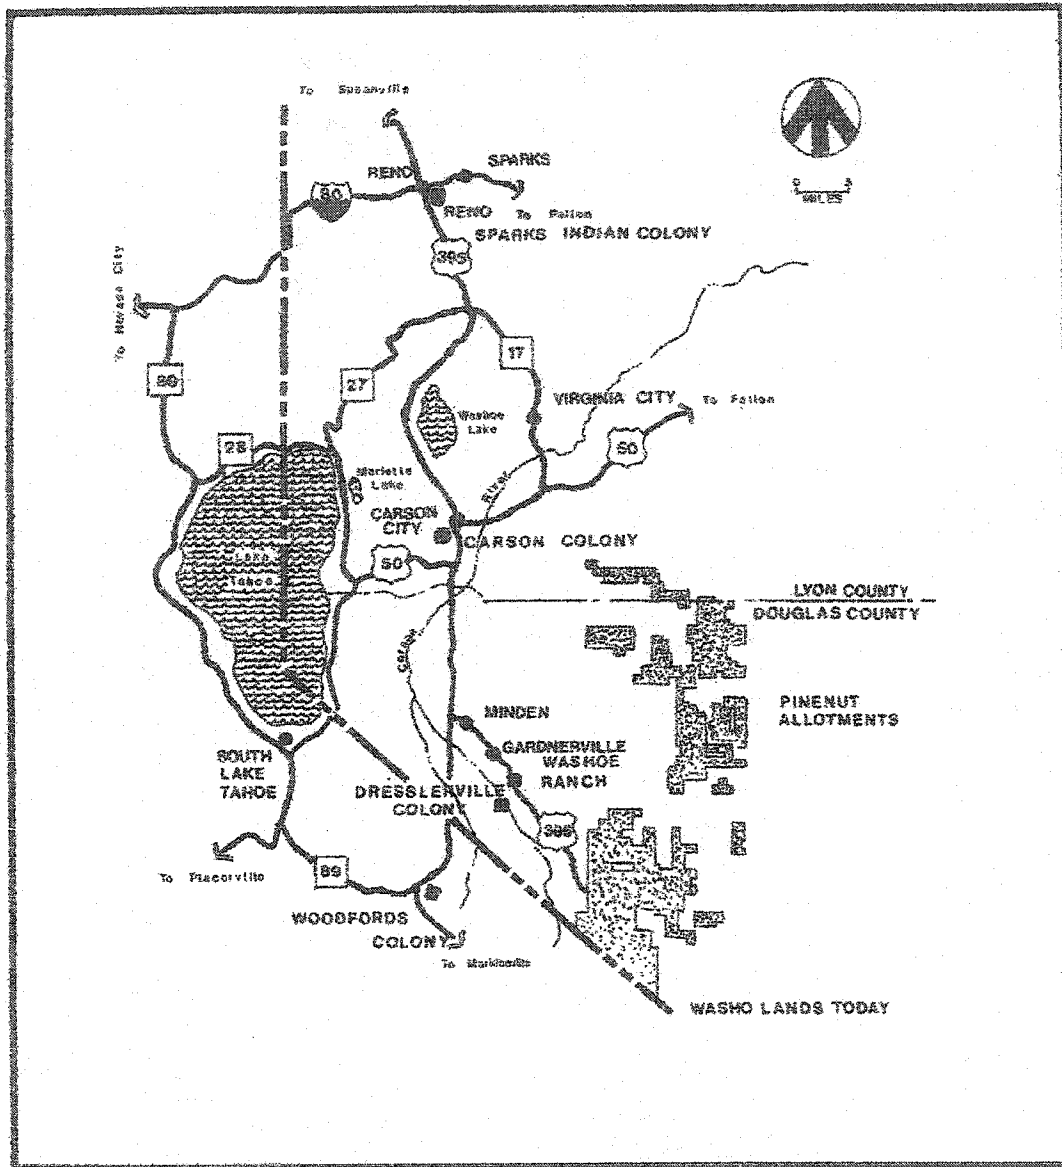 To Susanville
RENO
SPARKS
80
RENO
To Fallon
SPARKS INDIAN COLONY
395
MILES
To Nevada City
80
27
17
VIRGINIA CITY
To Fallon
Washoe
Lake
50
28
Marlette
Lake
River
CARSON
CITY
CARSON COLONY
Lake
Tahoe
50
LYON COUNTY
DOUGLAS COUNTY
Carson
PINENUT
ALLOTMENTS
MINDEN
GARDNERVILLE
WASHOE
RANCH
SOUTH
LAKE
TAHOE
DRESSLERVILLE
COLONY
395
To Placerville
89
WOODFORDS
COLONY
To Markleeville
WASHO LANDS TODAY